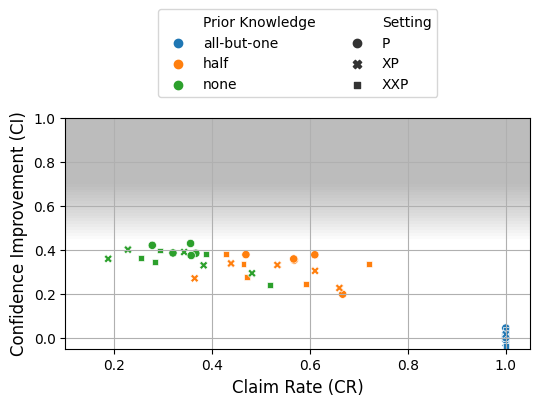 Prior Knowledge
all-but-one
half
none
Setting
P
XP
XXP
Confidence Improvement (CI)
1.0
0.8
0.6
0.4
0.2
0.0
0.2 0.4 0.6 0.8 1.0
Claim Rate (CR)